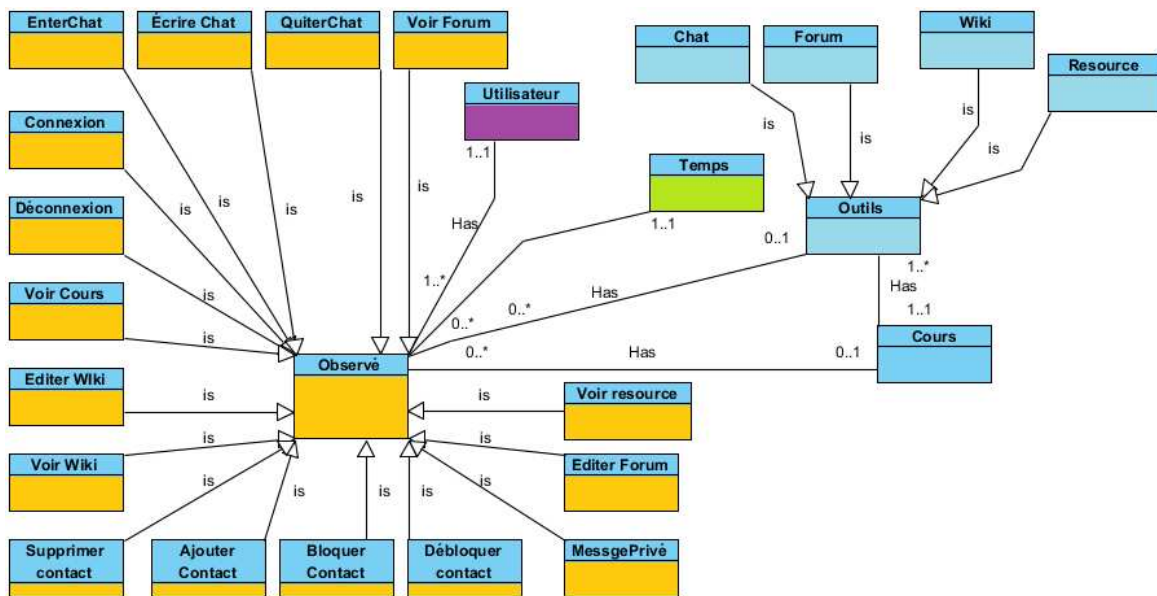 EnterChat
Écrire Chat
QuiterChat
Voir Forum
Chat
Forum
Wiki
Resource
Utilisateur
1..1
Connexion
Temps
1..1
Déconnexion
Outils
is
is
is
is
is
is
is
is
is
is
Has
0..1
1..*
Has
1..1
Voir Cours
is
is
1..*
0..*
0..*
Has
0..*
Has
0..1
Cours
Observé
Editer WIki
is
is
Voir resource
Voir Wiki
is
is
Editer Forum
is
is
is
is
is
Supprimer
contact
Ajouter
Contact
Bloquer
Contact
Débloquer
contact
MessgePrivé